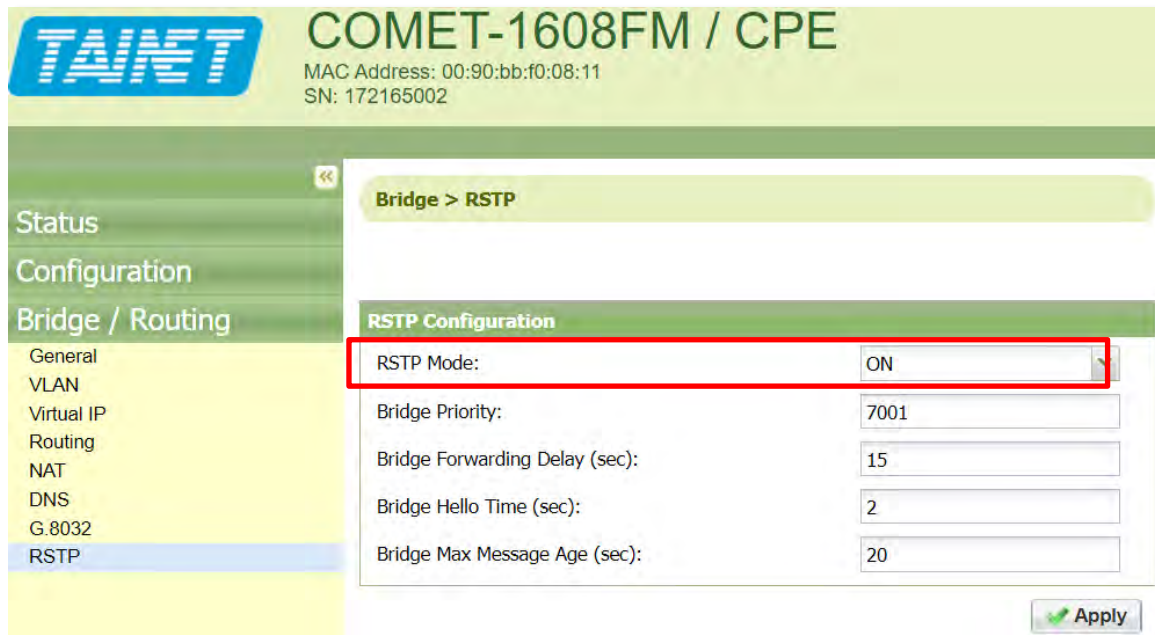 TAINET
COMET-1608FM / CPE
MAC Address: 00:90:bb:f0:08:11
SN: 172165002
Status
Configuration
Bridge / Routing
General
VLAN
Virtual IP
Routing
NAT
DNS
G.8032
RSTP
Bridge > RSTP
RSTP Configuration
RSTP Mode: ON
Bridge Priority: 7001
Bridge Forwarding Delay (sec): 15
Bridge Hello Time (sec): 2
Bridge Max Message Age (sec): 20
Apply